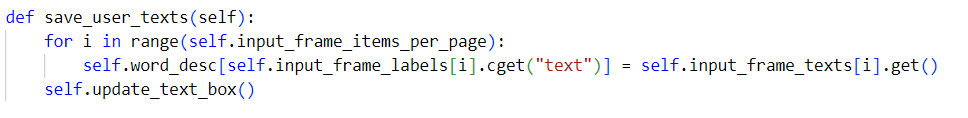 def save_user_texts(self):
    for i in range(self.input_frame_items_per_page):
        self.word_desc[self.input_frame_labels[i].cget("text")] = self.input_frame_texts[i].get()
    self.update_text_box()